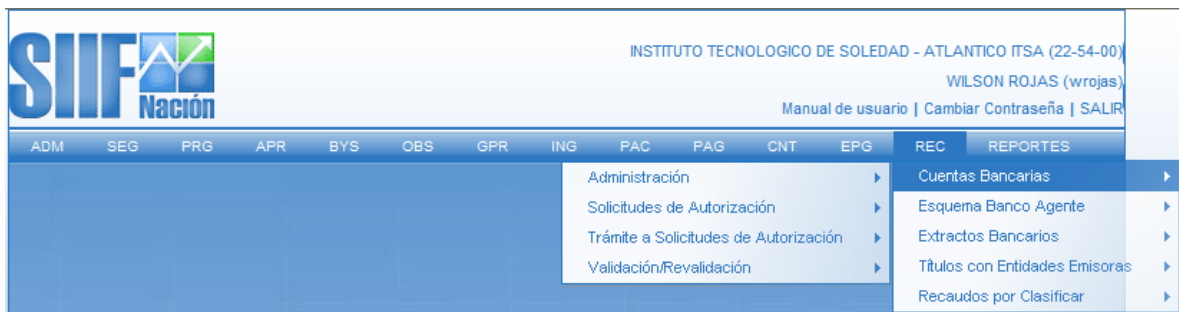 SIIF
Nación
INSTITUTO TECNOLOGICO DE SOLEDAD - ATLANTICO ITSA (22-54-00)
WILSON ROJAS (wrojas)
Manual de usuario | Cambiar Contraseña | SALIR
ADM SEG PRG APR BYS OBS GPR ING PAC PAG CNT EPG REC REPORTES
Administración
Solicitudes de Autorización
Trámite a Solicitudes de Autorización
Validación/Revalidación
Cuentas Bancarias
Esquema Banco Agente
Extractos Bancarios
Títulos con Entidades Emisoras
Recaudos por Clasificar